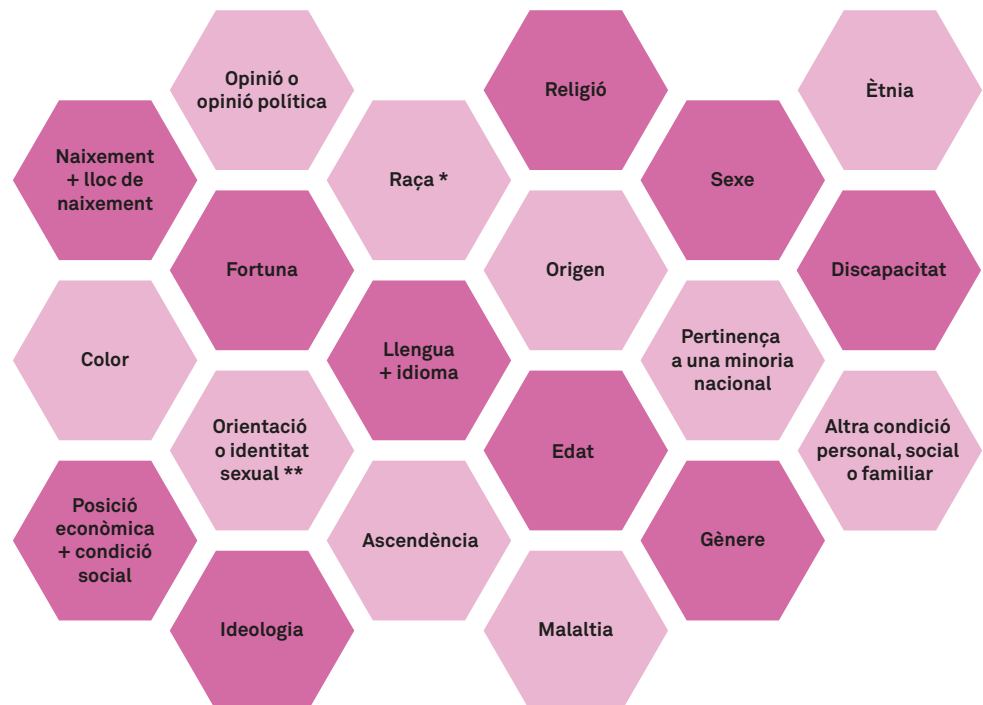 Opinió o
opinió política
Religió
Ètnia
Naixement
+ lloc de
naixement
Raça *
Sexe
Fortuna
Origen
Discapacitat
Color
Llengua
+ idioma
Pertinença
a una minoria
nacional
Orientació
o identitat
sexual **
Edat
Altra condició
personal, social
o familiar
Posició
econòmica
+ condició
social
Ascendència
Gènere
Ideologia
Malaltia